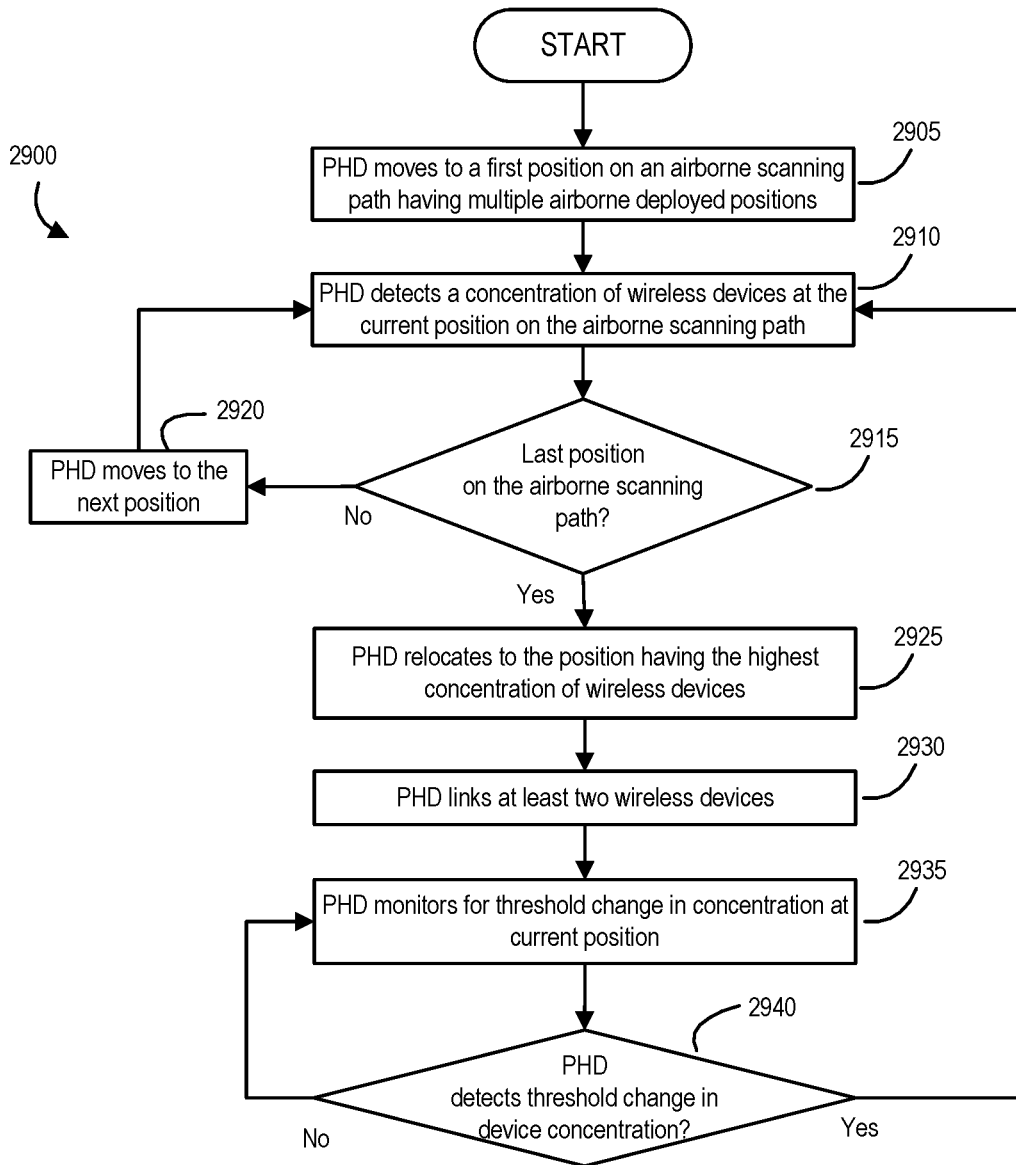 START
2900
2905
PHD moves to a first position on an airborne scanning
path having multiple airborne deployed positions
2910
PHD detects a concentration of wireless devices at the
current position on the airborne scanning path
2920
PHD moves to the
next position
No
Last position
on the airborne scanning
path?
2915
Yes
2925
PHD relocates to the position having the highest
concentration of wireless devices
2930
PHD links at least two wireless devices
2935
PHD monitors for threshold change in concentration at
current position
2940
PHD
detects threshold change in
device concentration?
No
Yes